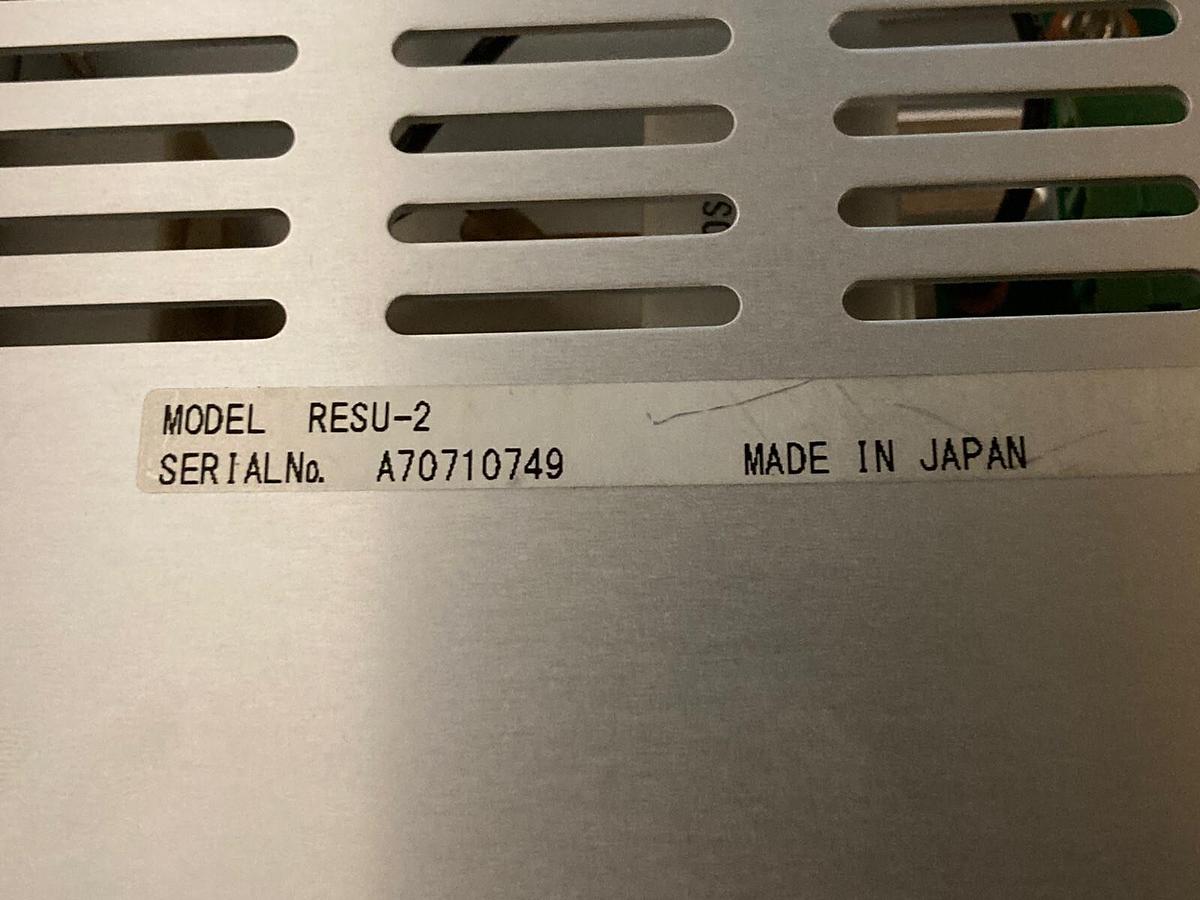 MODEL RESU-2
SERIALNo. A70710749 MADE IN JAPAN